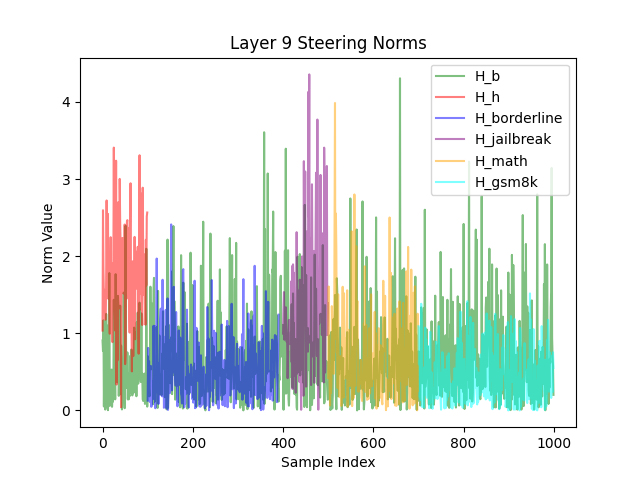 Layer 9 Steering Norms
H_b
H_h
H_borderline
H_jailbreak
H_math
H_gsm8k
4
3
2
1
0
Norm Value
0
200
400
600
800
1000
Sample Index